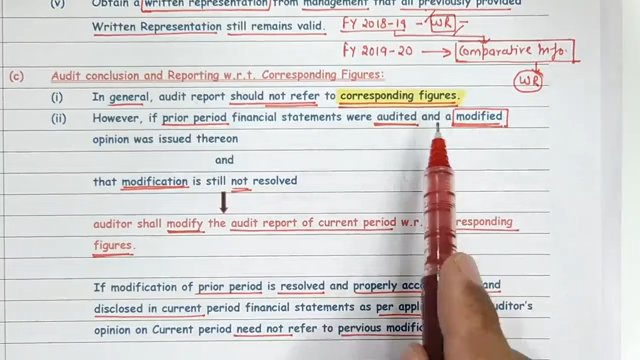 (v) Obtain a written representation from management that all previously provided
Written Representation still remains valid. FY 2018-19 - WR -
FY 2019-20 → Comparative Info.
WR
(c) Audit conclusion and Reporting w.r.t. Corresponding Figures:
(i) In general, audit report should not refer to corresponding figures.
(ii) However, if prior period financial statements were audited and a modified
opinion was issued thereon
and
that modification is still not resolved
auditor shall modify the audit report of current period w.r. responding
figures.
If modification of prior period is resolved and properly acc and
disclosed in current period financial statements as per appl uditor's
opinion on Current period need not refer to pervious modific